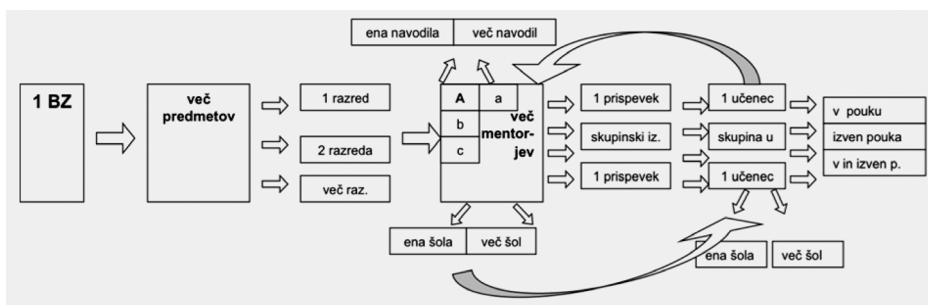 ena navodila
več navodil
1 BZ
več
predmetov
1 razred
2 razreda
več raz.
A
a
b
c
več
mentor-
jev
ena šola
več šol
1 prispevek
skupinski iz.
1 prispevek
1 učenec
skupina u
1 učenec
v pouku
izven pouka
v in izven p.
ena šola
več šol